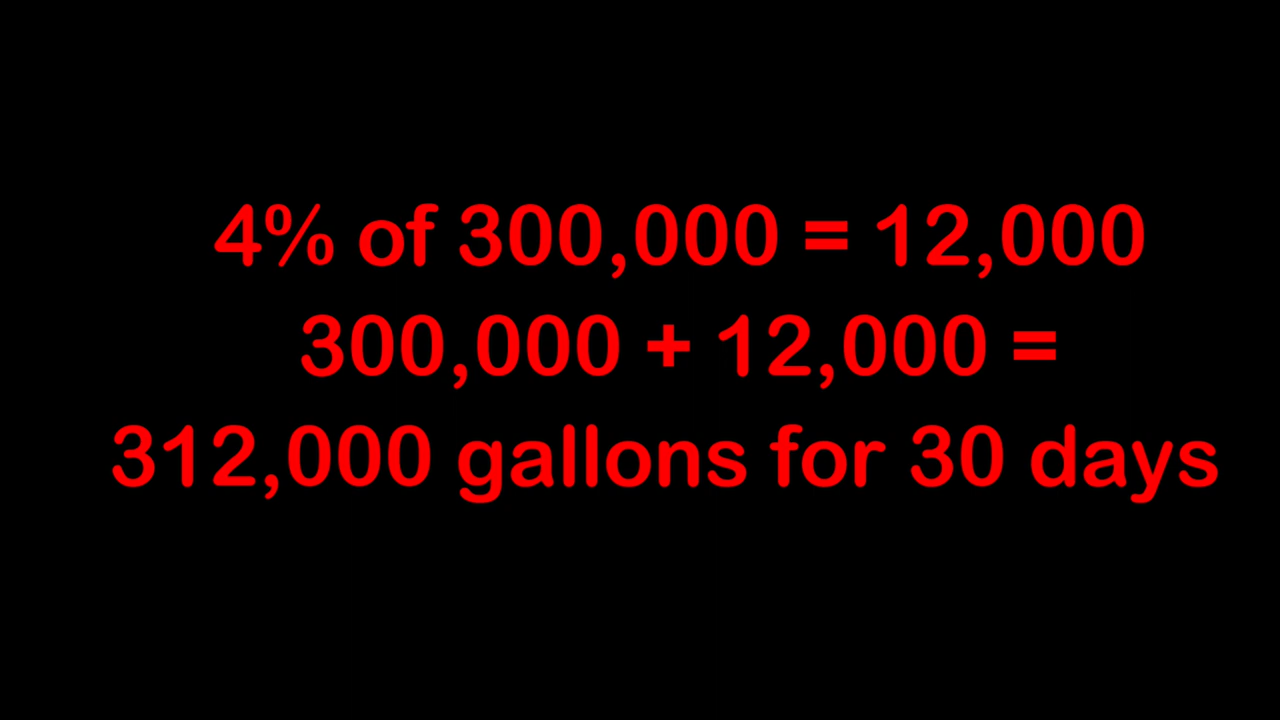 4% of 300,000 = 12,000
300,000 + 12,000 =
312,000 gallons for 30 days